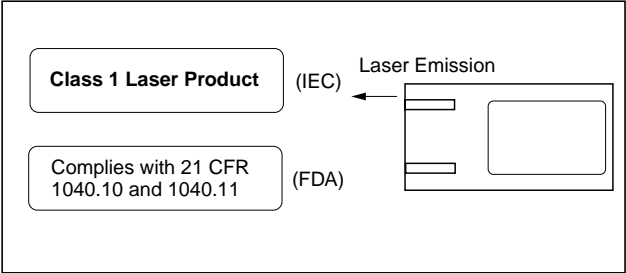 Class 1 Laser Product
(IEC)
Laser Emission
Complies with 21 CFR
1040.10 and 1040.11
(FDA)